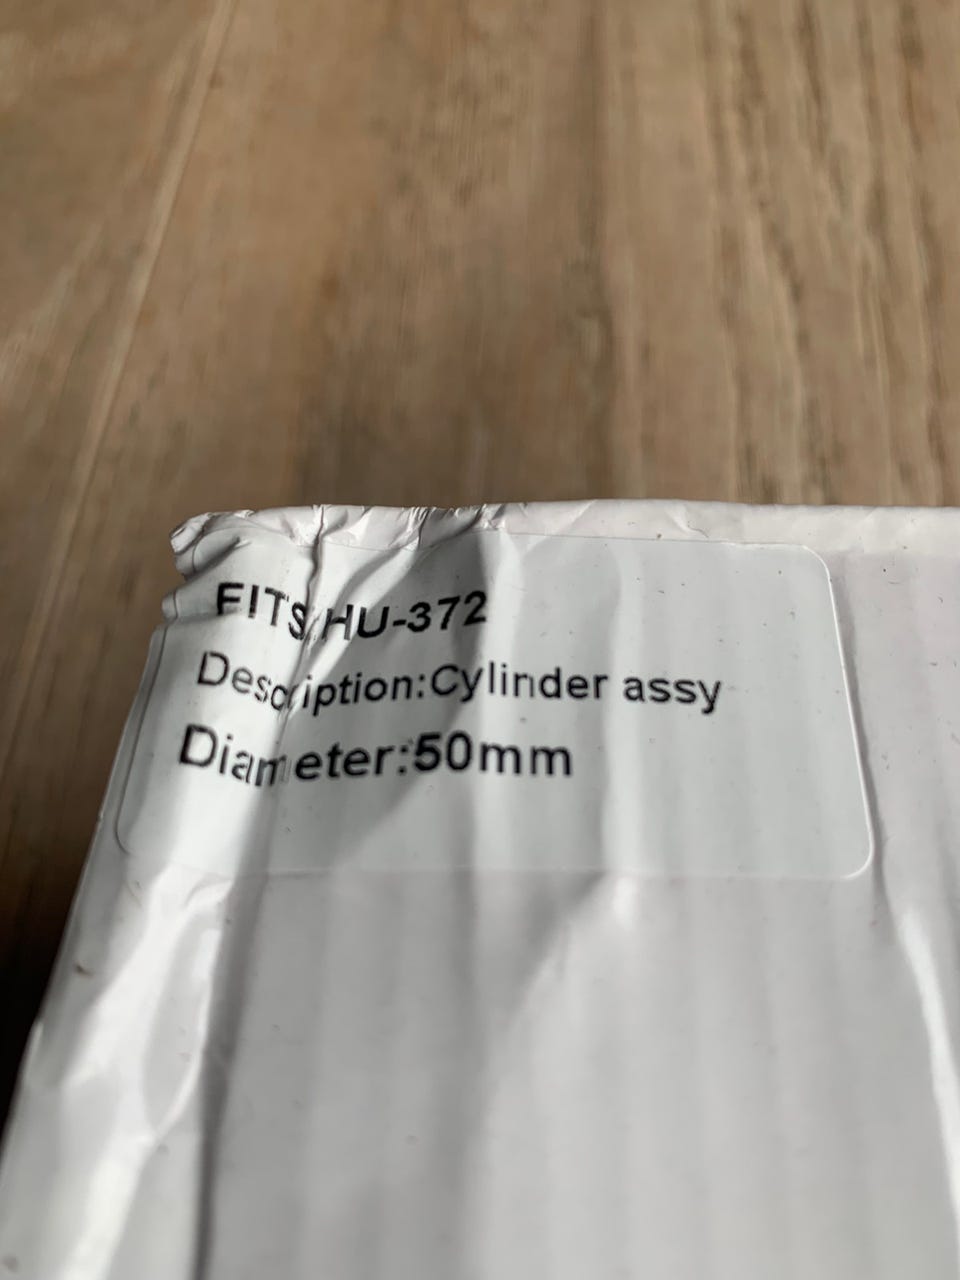 FITS HU-372
Description:Cylinder assy
Diameter:50mm